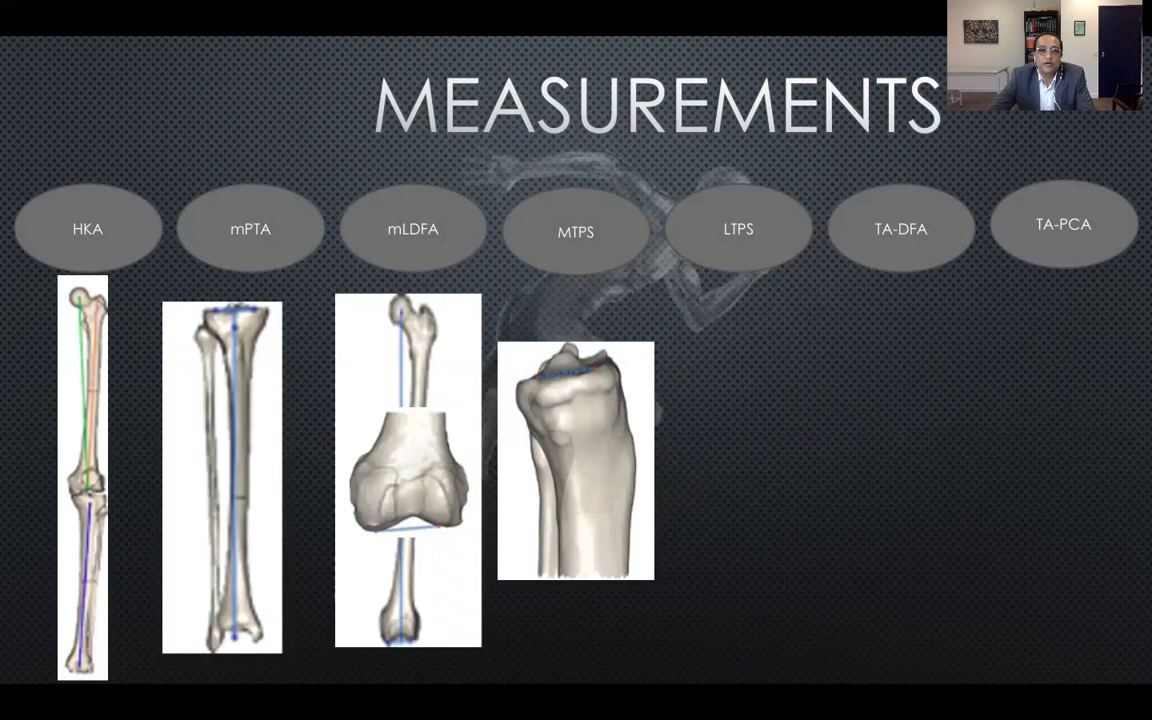 MEASUREMENTS
HKA
mPTA
mLDFA
MTPS
LTPS
TA-DFA
TA-PCA